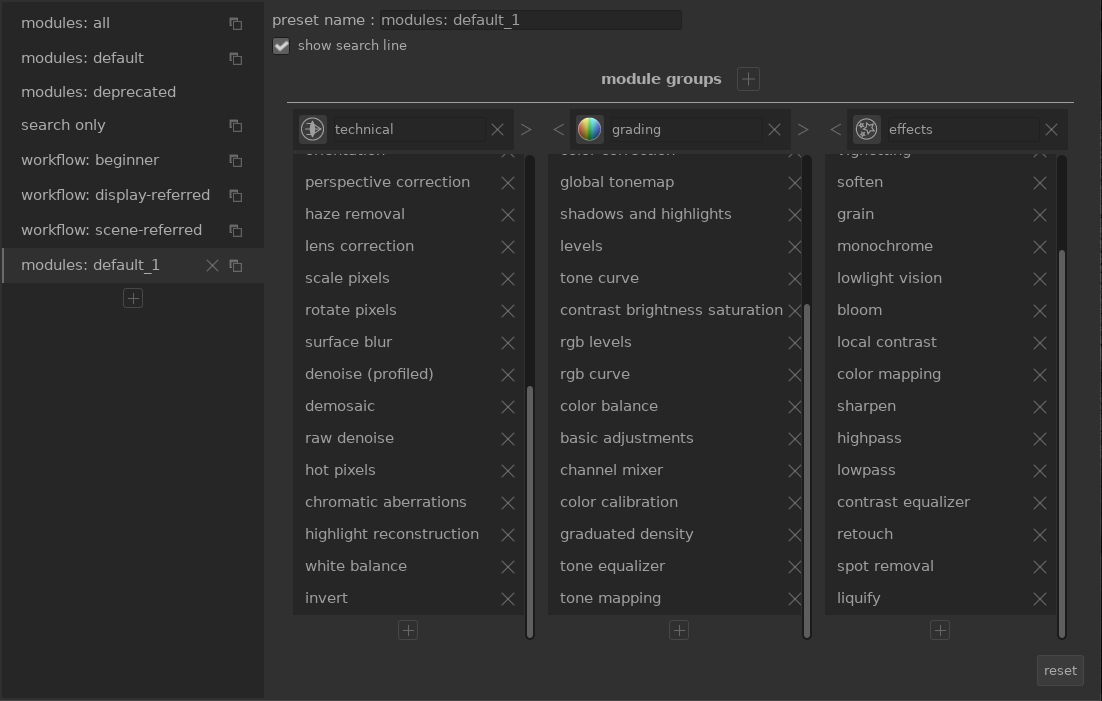 modules: all
modules: default
modules: deprecated
search only
workflow: beginner
workflow: display-referred
workflow: scene-referred
modules: default_1
preset name : modules: default_1
show search line
module groups
technical
orientation
perspective correction
haze removal
lens correction
scale pixels
rotate pixels
surface blur
denoise (profiled)
demosaic
raw denoise
hot pixels
chromatic aberrations
highlight reconstruction
white balance
invert
grading
color correction
global tonemap
shadows and highlights
levels
tone curve
contrast brightness saturation
rgb levels
rgb curve
color balance
basic adjustments
channel mixer
color calibration
graduated density
tone equalizer
tone mapping
effects
vignetting
soften
grain
monochrome
lowlight vision
bloom
local contrast
color mapping
sharpen
highpass
lowpass
contrast equalizer
retouch
spot removal
liquify
reset